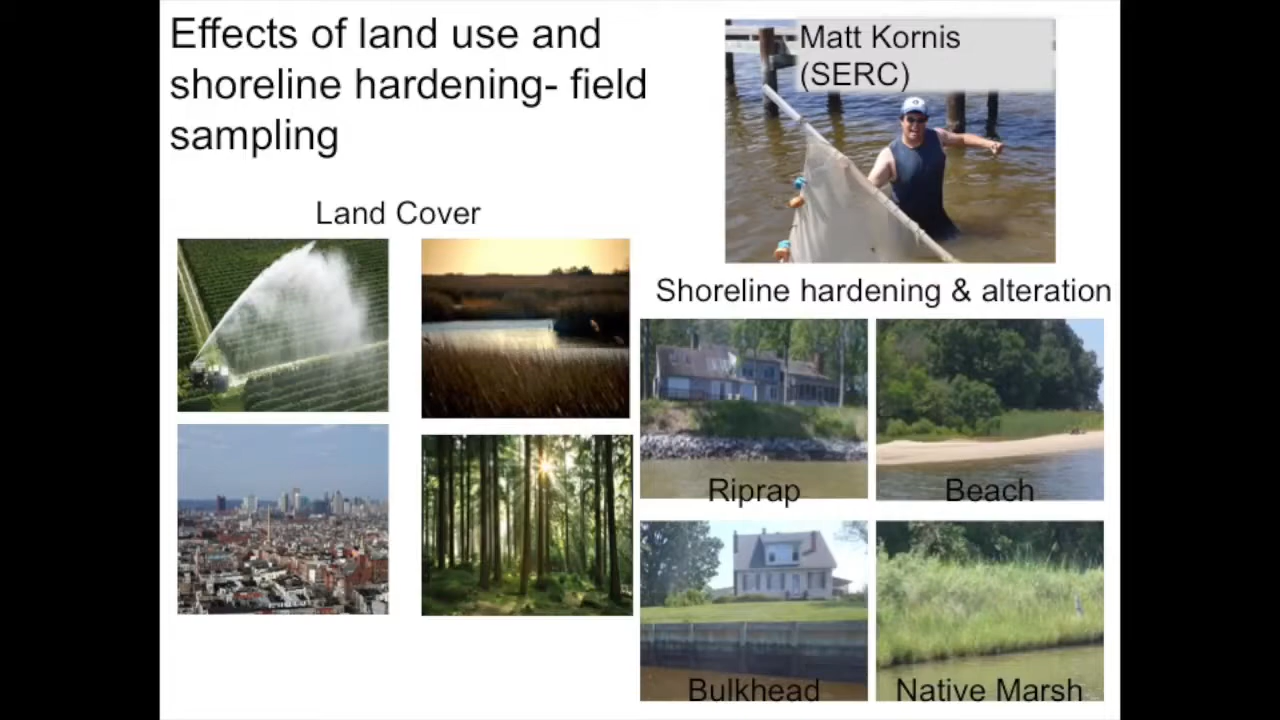 Effects of land use and
shoreline hardening- field
sampling
Matt Kornis
(SERC)
Land Cover
Shoreline hardening & alteration
Riprap
Beach
Bulkhead
Native Marsh